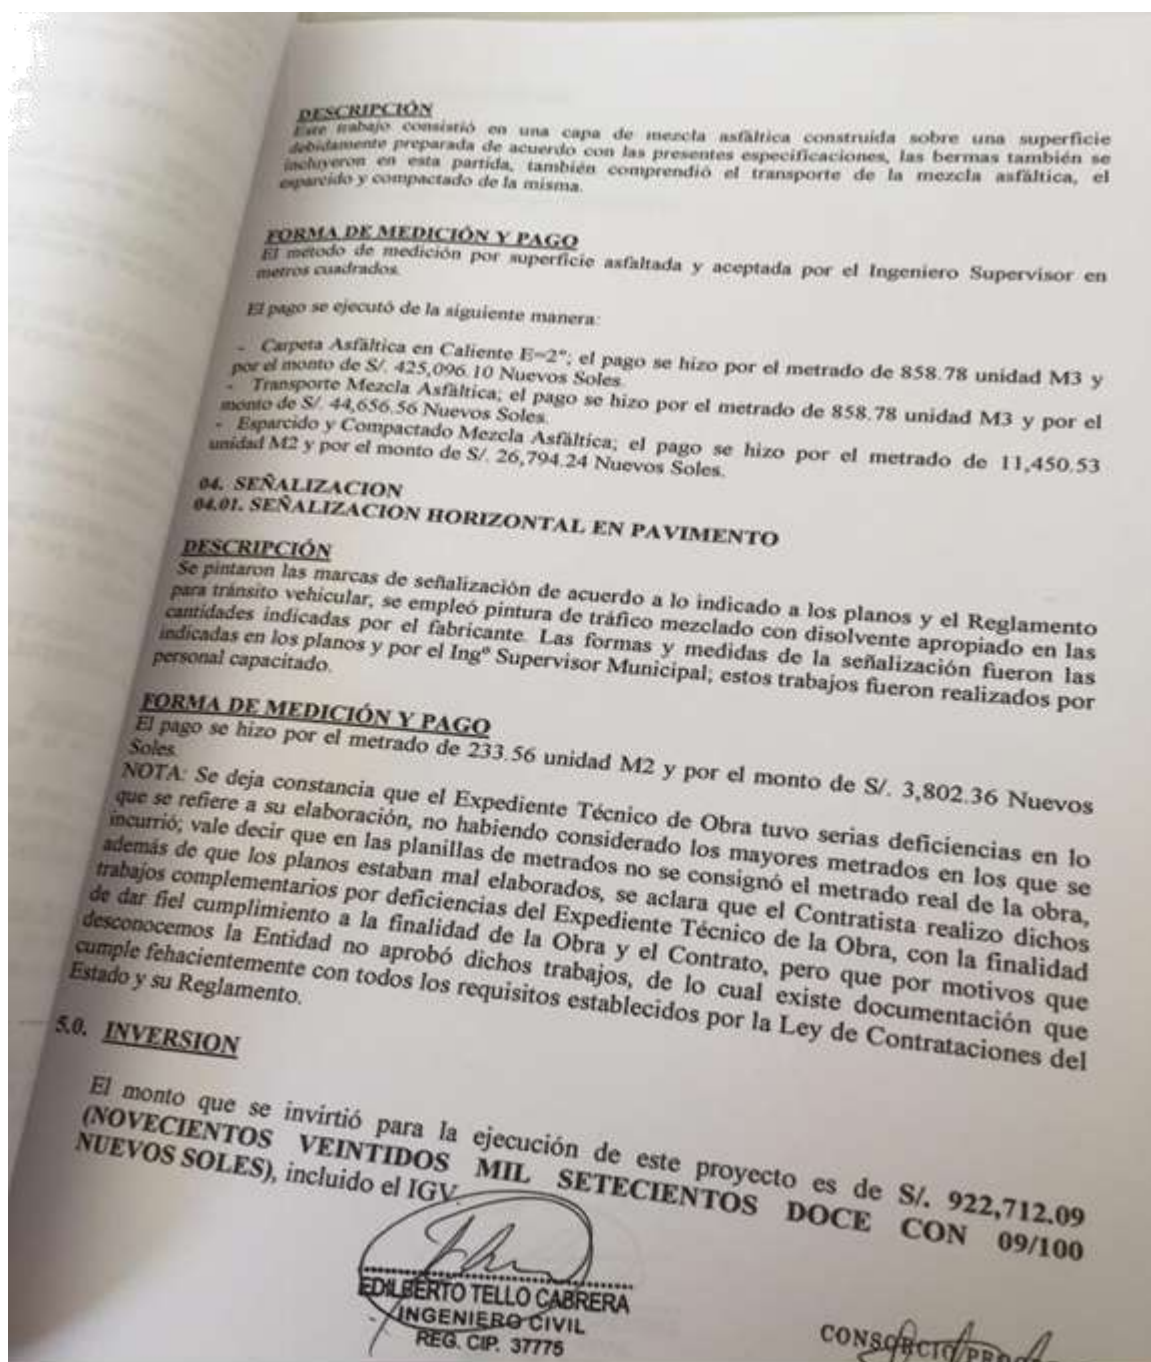 DESCRIPCIÓN
Este trabajo consistió en una capa de mezcla asfáltica construida sobre una superficie
debidamente preparada de acuerdo con las presentes especificaciones, las bermas también se
incluyeron en esta partida, también comprendió el transporte de la mezcla asfáltica, el
esparcido y compactado de la misma.
FORMA DE MEDICIÓN Y PAGO
El método de medición por superficie asfaltada y aceptada por el Ingeniero Supervisor en
metros cuadrados.
El pago se ejecutó de la siguiente manera:
- Carpeta Asfáltica en Caliente E=2"; el pago se hizo por el metrado de 858.78 unidad M3 y
por el monto de S/. 425,096.10 Nuevos Soles.
- Transporte Mezcla Asfáltica; el pago se hizo por el metrado de 858.78 unidad M3 y por el
monto de S/. 44,656.56 Nuevos Soles.
- Esparcido y Compactado Mezcla Asfáltica; el pago se hizo por el metrado de 11,450.53
unidad M2 y por el monto de S/. 26,794.24 Nuevos Soles.
04. SEÑALIZACION
04.01. SEÑALIZACION HORIZONTAL EN PAVIMENTO
DESCRIPCIÓN
Se pintaron las marcas de señalización de acuerdo a lo indicado a los planos y el Reglamento
para tránsito vehicular, se empleó pintura de tráfico mezclado con disolvente apropiado en las
cantidades indicadas por el fabricante. Las formas y medidas de la señalización fueron las
indicadas en los planos y por el Ingº Supervisor Municipal; estos trabajos fueron realizados por
personal capacitado.
FORMA DE MEDICIÓN Y PAGO
El pago se hizo por el metrado de 233.56 unidad M2 y por el monto de S/. 3,802.36 Nuevos
Soles.
NOTA: Se deja constancia que el Expediente Técnico de Obra tuvo serias deficiencias en lo
que se refiere a su elaboración, no habiendo considerado los mayores metrados en los que se
incurrió; vale decir que en las planillas de metrados no se consignó el metrado real de la obra,
además de que los planos estaban mal elaborados, se aclara que el Contratista realizo dichos
trabajos complementarios por deficiencias del Expediente Técnico de la Obra, con la finalidad
de dar fiel cumplimiento a la finalidad de la Obra y el Contrato, pero que por motivos que
desconocemos la Entidad no aprobó dichos trabajos, de lo cual existe documentación que
cumple fehacientemente con todos los requisitos establecidos por la Ley de Contrataciones del
Estado y su Reglamento.
5.0. INVERSION
El monto que se invirtió para la ejecución de este proyecto es de S/. 922,712.09
(NOVECIENTOS VEINTIDOS MIL SETECIENTOS DOCE CON 09/100
NUEVOS SOLES), incluido el IGV.
EDILBERTO TELLO CABRERA
INGENIERO CIVIL
REG. CIP. 37775
CONSORCIO